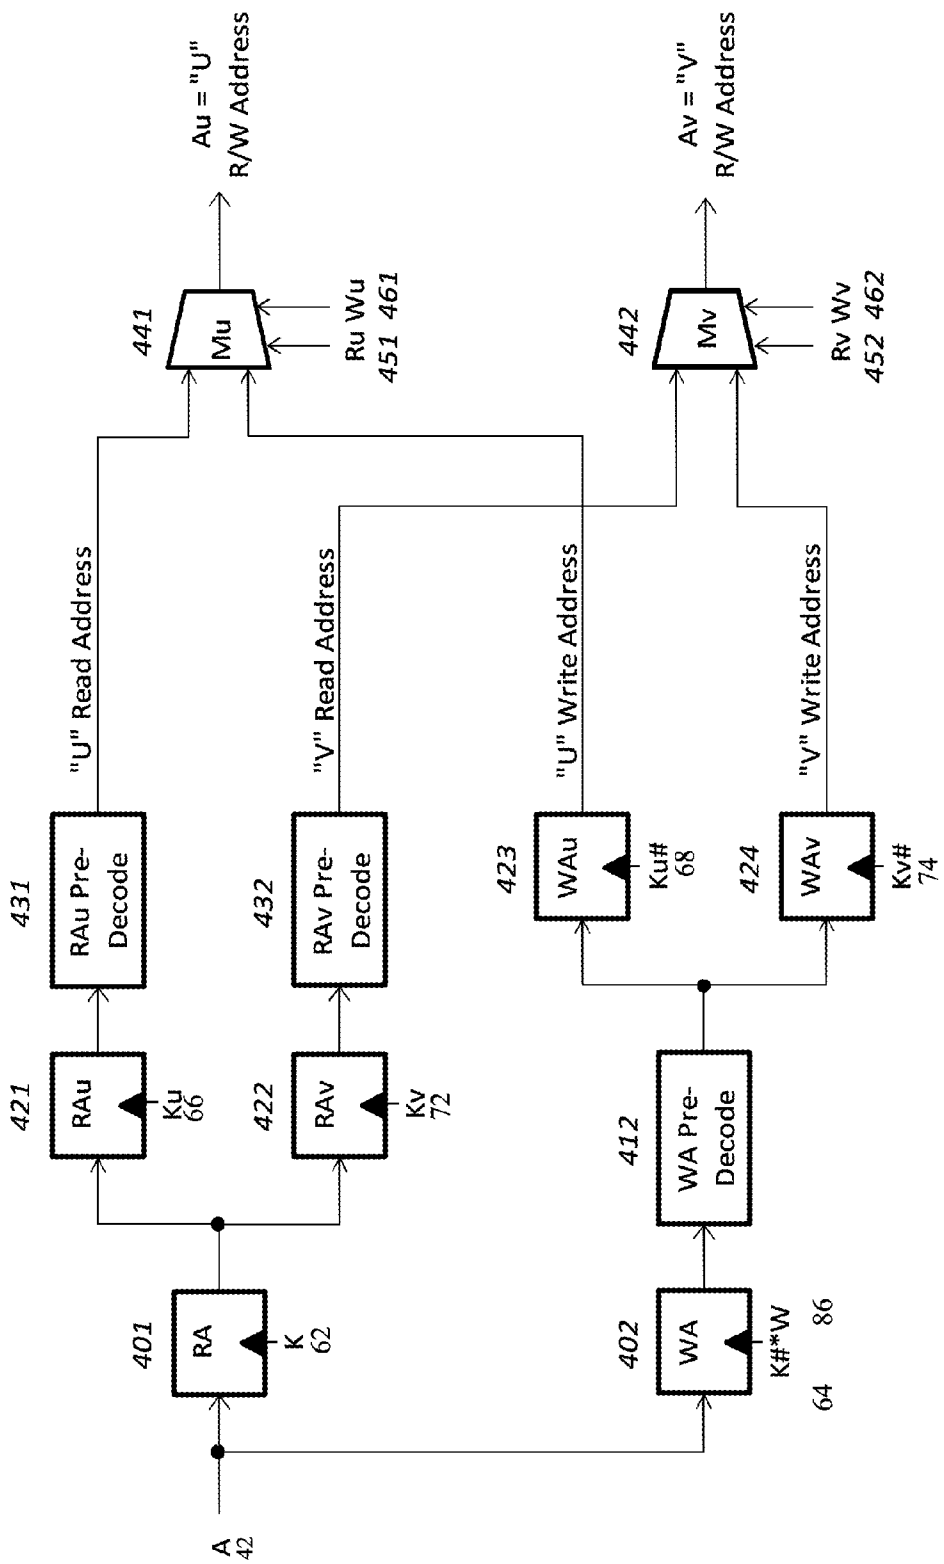 A
42
401
RA
K
62
402
WA
K#*W
64
86
412
WA Pre-
Decode
421
RAu
Ku
66
422
RAv
Kv
72
431
RAu Pre-
Decode
432
RAv Pre-
Decode
423
WAu
Ku#
68
424
WAv
Kv#
74
"U" Read Address
"V" Read Address
"U" Write Address
"V" Write Address
441
Mu
Ru Wu
451 461
442
Mv
Rv Wv
452 462
Au = "U"
R/W Address
Av = "V"
R/W Address